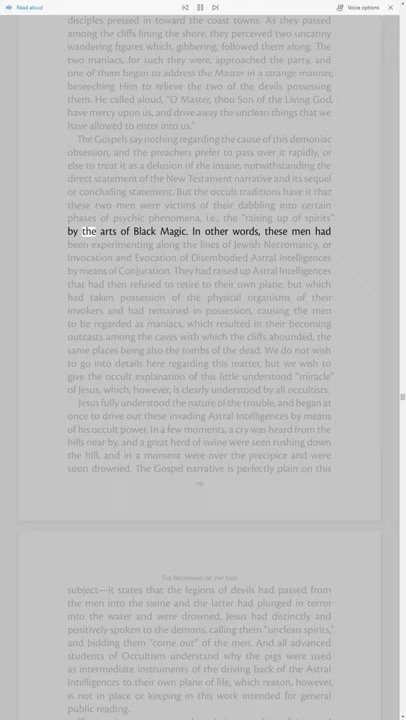 Read aloud
Voice options
disciples pressed in toward the coast towns. As they passed
among the cliffs lining the shore, they perceived two uncanny
wandering figures which, gibbering, followed them along. The
two maniacs, for such they were, approached the party, and
one of them began to address the Master in a strange manner,
beseeching Him to relieve the two of the devils possessing
them. He called aloud, "O Master, thou Son of the Living God,
have mercy upon us, and drive away the unclean things that we
have allowed to enter into us."
The Gospels say nothing regarding the cause of this demoniac
obsession, and the preachers prefer to pass over it rapidly, or
else to treat it as a delusion of the insane, notwithstanding the
direct statement of the New Testament narrative and its sequel
or concluding statement. But the occult traditions have it that
these two men were victims of their dabbling into certain
phases of psychic phenomena, i.e., the "raising up of spirits"
by the arts of Black Magic. In other words, these men had
been experimenting along the lines of Jewish Necromancy, or
Invocation and Evocation of Disembodied Astral Intelligences
by means of Conjuration. They had raised up Astral Intelligences
that had then refused to retire to their own plane, but which
had taken possession of the physical organisms of their
invokers and had remained in possession, causing the men
to be regarded as maniacs, which resulted in their becoming
outcasts among the caves with which the cliffs abounded, the
same places being also the tombs of the dead. We do not wish
to go into details here regarding this matter, but we wish to
give the occult explanation of this little understood "miracle"
of Jesus, which, however, is clearly understood by all occultists.
Jesus fully understood the nature of the trouble, and began at
once to drive out these invading Astral Intelligences by means
of his occult power. In a few moments, a cry was heard from the
hills near by, and a great herd of swine were seen rushing down
the hill, and in a moment were over the precipice and were
soon drowned. The Gospel narrative is perfectly plain on this
The Beginning of the End
subject—it states that the legions of devils had passed from
the men into the swine and the latter had plunged in terror
into the water and were drowned. Jesus had distinctly and
positively spoken to the demons, calling them "unclean spirits,"
and bidding them "come out" of the men. And all advanced
students of Occultism understand why the pigs were used
as intermediate instruments of the driving back of the Astral
Intelligences to their own plane of life, which reason, however,
is not in place or keeping in this work intended for general
public reading.